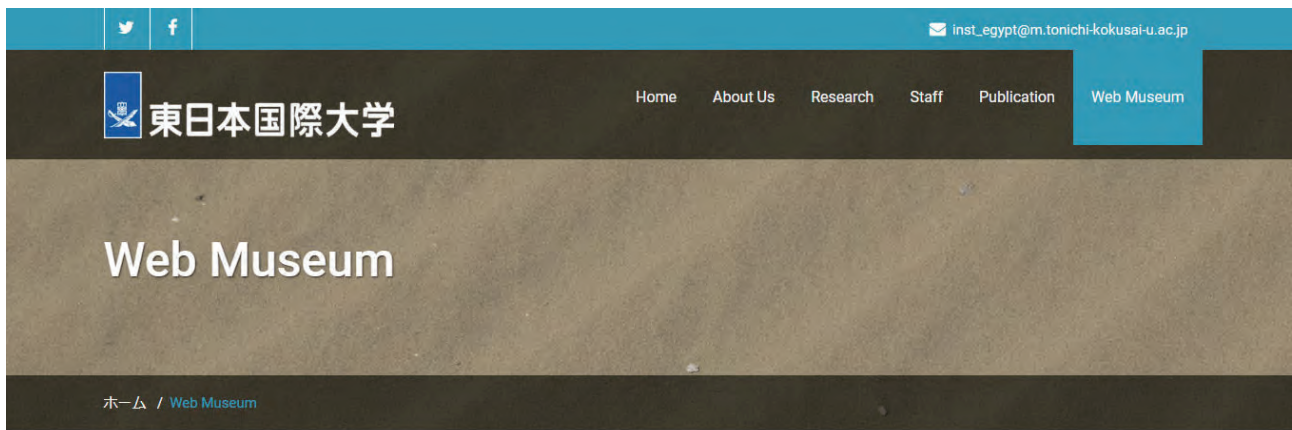 inst_egypt@m.tonichi-kokusai-u.ac.jp
東日本国際大学
Home About Us Research Staff Publication Web Museum
Web Museum
ホーム / Web Museum